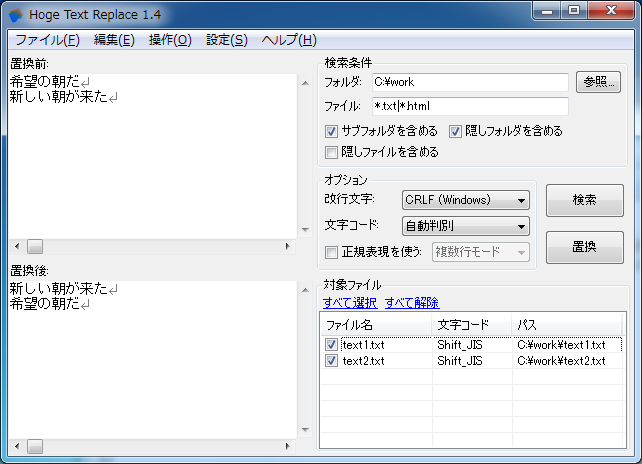 Hoge Text Replace 1.4
ファイル(F) 編集(E) 操作(O) 設定(S) ヘルプ(H)
置換前:
希望の朝だ↲
新しい朝が来た↲
置換後:
新しい朝が来た↲
希望の朝だ↲
検索条件
フォルダ: C:¥work 参照...
ファイル: *.txt|*.html
サブフォルダを含める 隠しフォルダを含める
隠しファイルを含める
オプション
改行文字: CRLF (Windows)
文字コード: 自動判別
正規表現を使う: 複数行モード
検索
置換
対象ファイル
すべて選択 すべて解除
ファイル名 文字コード パス
text1.txt Shift_JIS C:¥work¥text1.txt
text2.txt Shift_JIS C:¥work¥text2.txt